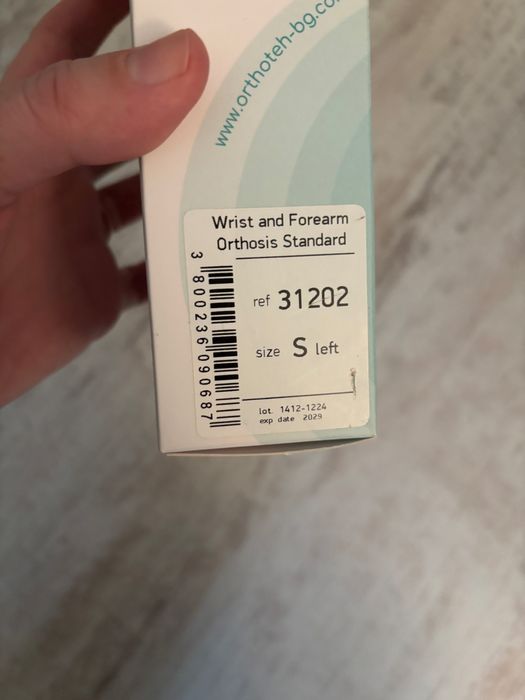 www.orthoteh-bg.co
Wrist and Forearm
Orthosis Standard
ref 31202
size S left
lot. 1412-1224
exp date 2029
3 800236 090687